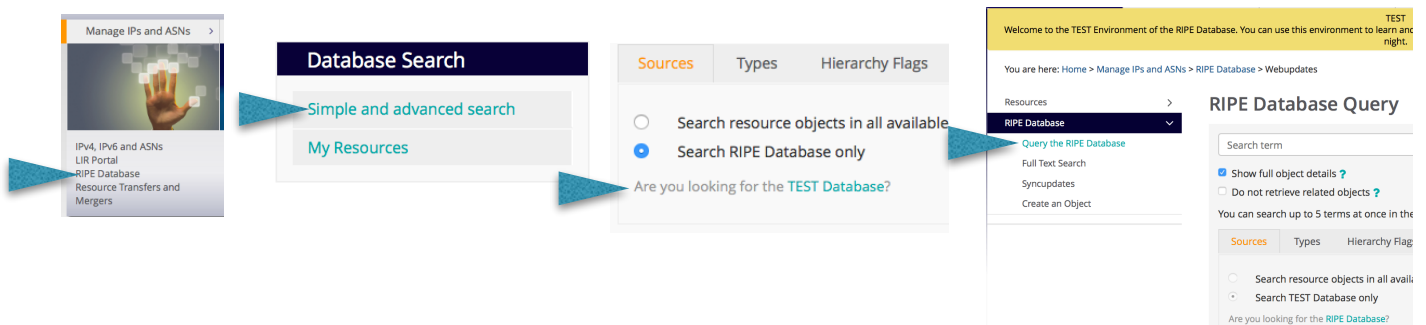 Manage IPs and ASNs >
IPv4, IPv6 and ASNs
LIR Portal
RIPE Database
Resource Transfers and
Mergers
Database Search
Simple and advanced search
My Resources
Sources Types Hierarchy Flags
Search resource objects in all available
Search RIPE Database only
Are you looking for the TEST Database?
TEST
Welcome to the TEST Environment of the RIPE Database. You can use this environment to learn and
night.
You are here: Home > Manage IPs and ASNs > RIPE Database > Webupdates
Resources
RIPE Database
Query the RIPE Database
Full Text Search
Syncupdates
Create an Object
RIPE Database Query
Search term
Show full object details ?
Do not retrieve related objects ?
You can search up to 5 terms at once in the
Sources Types Hierarchy Flags
Search resource objects in all availa
Search TEST Database only
Are you looking for the RIPE Database?